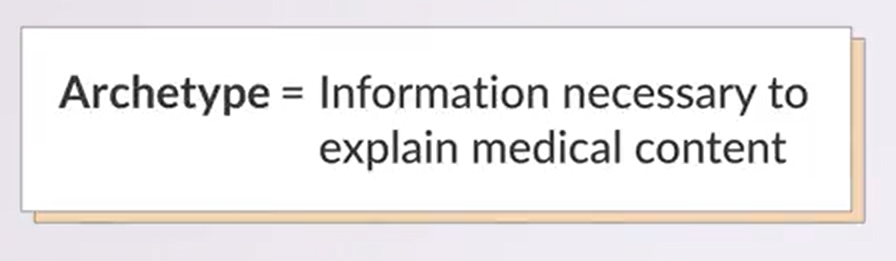 Archetype = Information necessary to
explain medical content